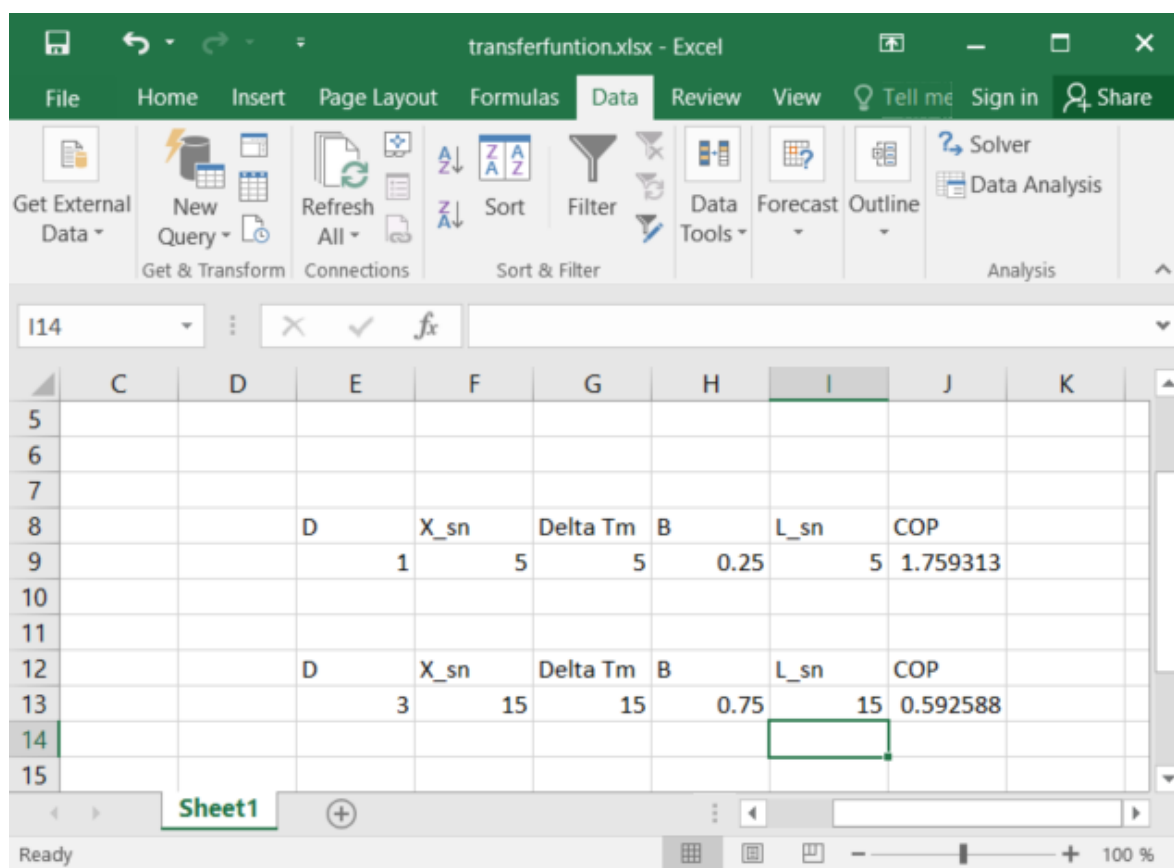 transferfuntion.xlsx - Excel
File Home Insert Page Layout Formulas Data Review View Tell me Sign in Share
Get External Data
New Query
Refresh All
Sort
Filter
Data Tools
Forecast
Outline
Solver
Data Analysis
Get & Transform Connections Sort & Filter Analysis
I14 fx
C D E F G H I J K
5
6
7
8 D X_sn Delta Tm B L_sn COP
9 1 5 5 0.25 5 1.759313
10
11
12 D X_sn Delta Tm B L_sn COP
13 3 15 15 0.75 15 0.592588
14
15
Sheet1
Ready 100 %